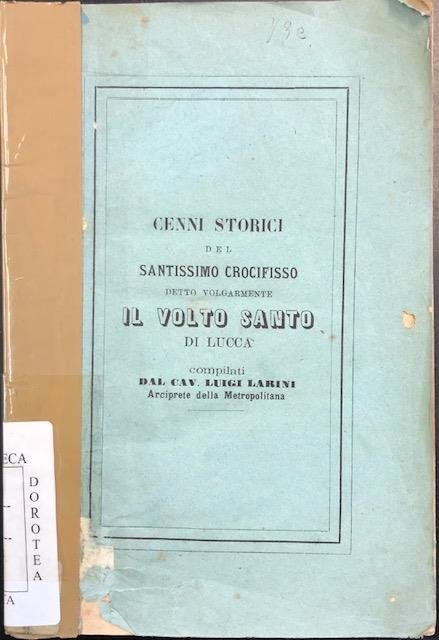 CENNI STORICI
DEL
SANTISSIMO CROCIFISSO
DETTO VOLGARMENTE
IL VOLTO SANTO
DI LUCCA
compilati
DAL CAV. LUIGI LARINI
Arciprete della Metropolitana
ECA
DOROTEA